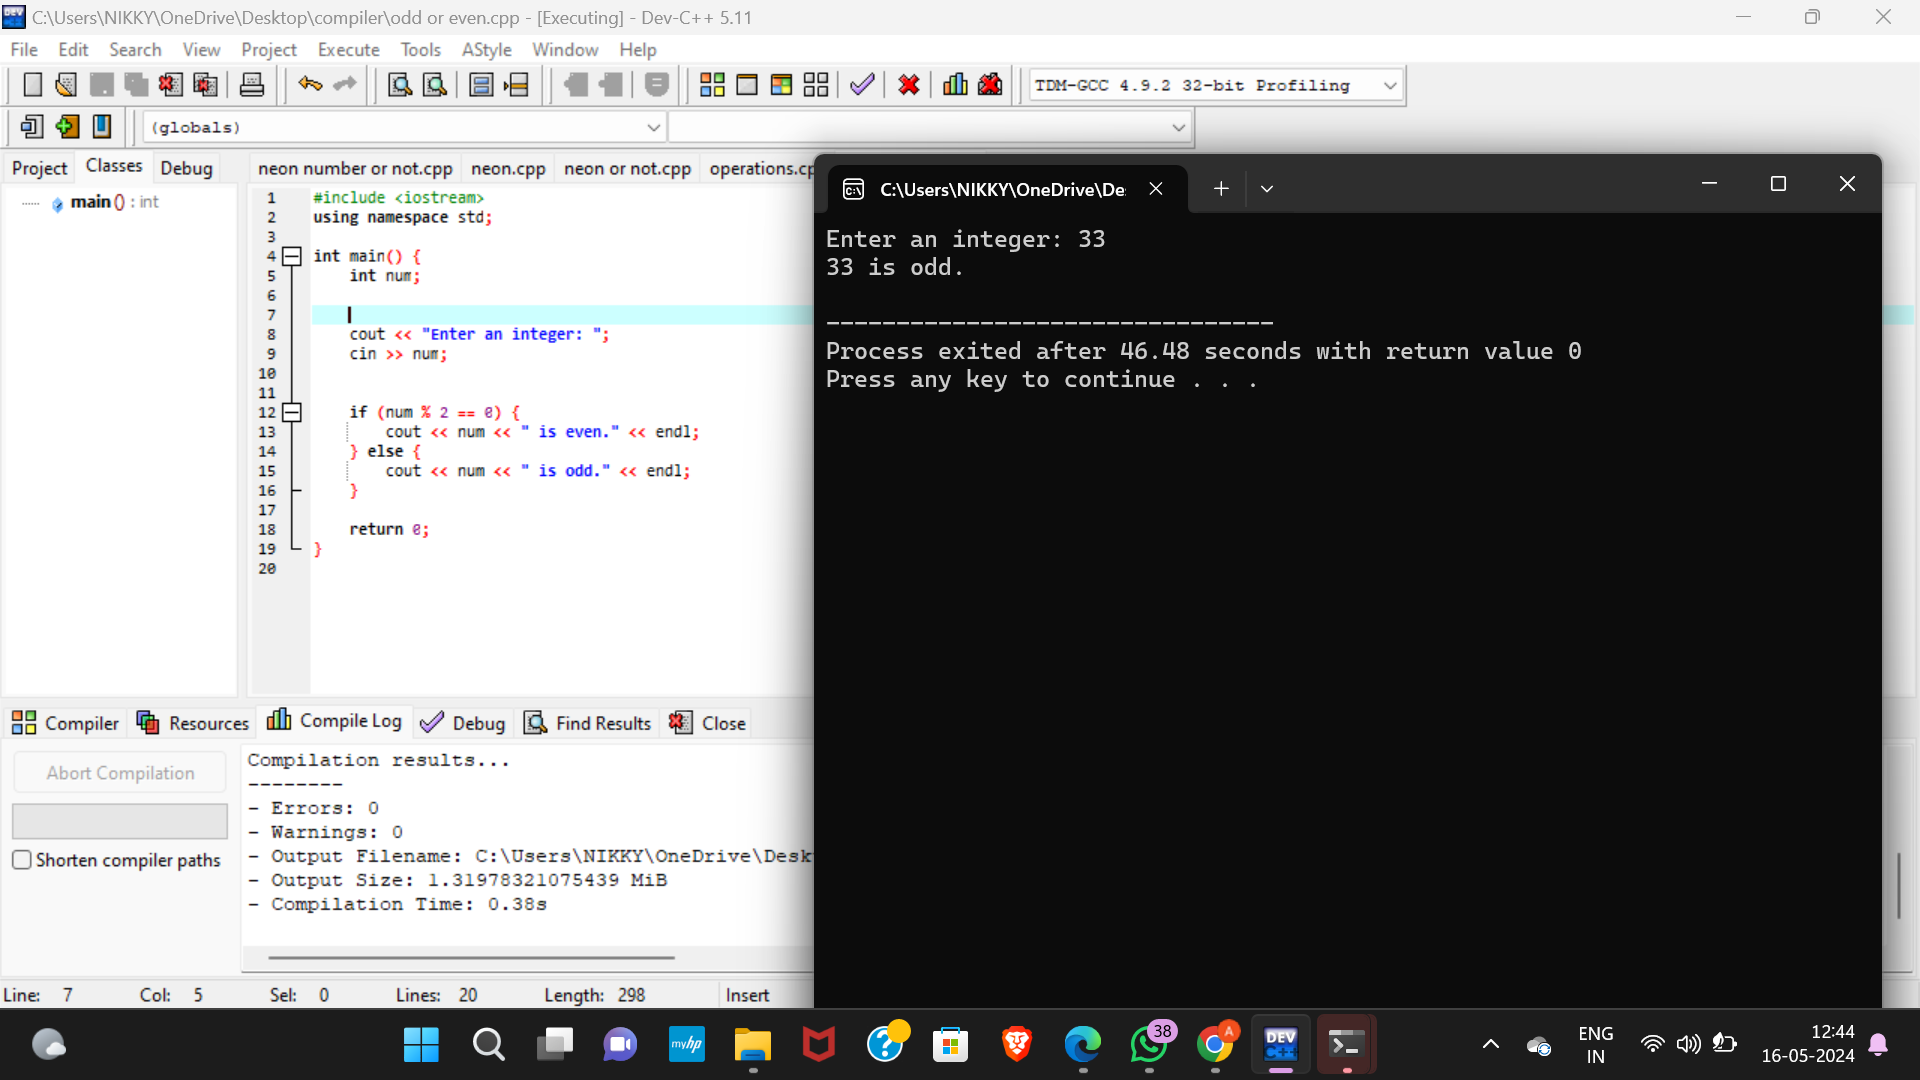 C:\Users\NIKKY\OneDrive\Desktop\compiler\odd or even.cpp - [Executing] - Dev-C++ 5.11
File Edit Search View Project Execute Tools AStyle Window Help
TDM-GCC 4.9.2 32-bit Profiling
(globals)
Project Classes Debug
neon number or not.cpp neon.cpp neon or not.cpp operations.cp
main () : int
1 #include <iostream>
2 using namespace std;
3
4 int main() {
5 int num;
6
7
8 cout << "Enter an integer: ";
9 cin >> num;
10
11
12 if (num % 2 == 0) {
13 cout << num << " is even." << endl;
14 } else {
15 cout << num << " is odd." << endl;
16 }
17
18 return 0;
19 }
20
C:\Users\NIKKY\OneDrive\De
Enter an integer: 33
33 is odd.
--------------------------------
Process exited after 46.48 seconds with return value 0
Press any key to continue . . .
Compiler Resources Compile Log Debug Find Results Close
Abort Compilation
Shorten compiler paths
Compilation results...
--------
- Errors: 0
- Warnings: 0
- Output Filename: C:\Users\NIKKY\OneDrive\Desk
- Output Size: 1.31978321075439 MiB
- Compilation Time: 0.38s
Line: 7 Col: 5 Sel: 0 Lines: 20 Length: 298 Insert
myhp
38
A
DEV
C++
ENG
IN
12:44
16-05-2024